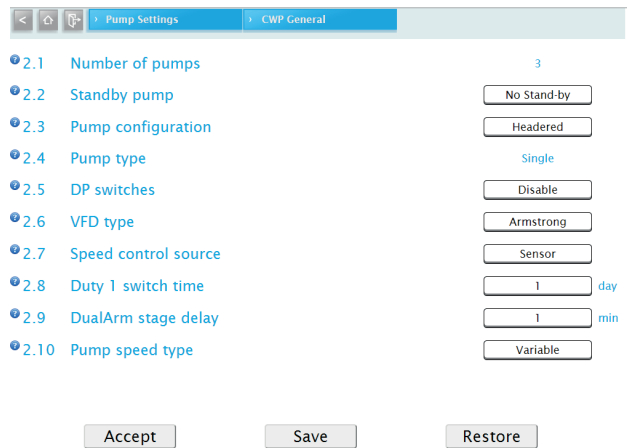 < › Pump Settings › CWP General
? 2.1 Number of pumps 3
? 2.2 Standby pump No Stand-by
? 2.3 Pump configuration Headered
? 2.4 Pump type Single
? 2.5 DP switches Disable
? 2.6 VFD type Armstrong
? 2.7 Speed control source Sensor
? 2.8 Duty 1 switch time 1 day
? 2.9 DualArm stage delay 1 min
? 2.10 Pump speed type Variable
Accept Save Restore